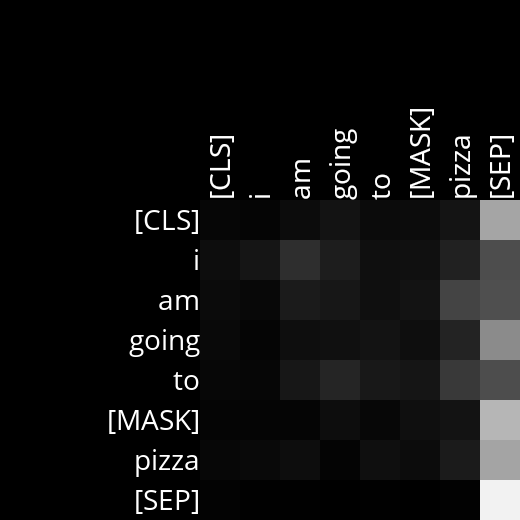 [CLS] i am going to [MASK] pizza [SEP]
[CLS]
i
am
going
to
[MASK]
pizza
[SEP]